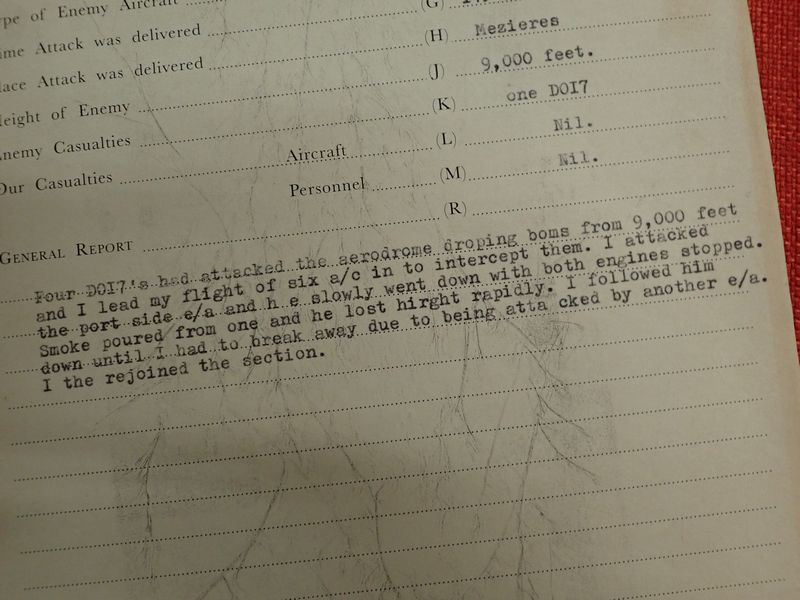 pe of Enemy Aircraft (G)
ime Attack was delivered (H) Mezieres
lace Attack was delivered (J) 9,000 feet.
eight of Enemy (K) one DOI7
nemy Casualties Aircraft (L) Nil.
Our Casualties Personnel (M) Nil.
GENERAL REPORT (R)
Four DOI7's had attacked the aerodrome droping boms from 9,000 feet
and I lead my flight of six a/c in to intercept them. I attacked
the port side e/a and h e slowly went down with both engines stopped.
Smoke poured from one and he lost hirght rapidly. I followed him
down until I had to break away due to being atta cked by another e/a.
I the rejoined the section.